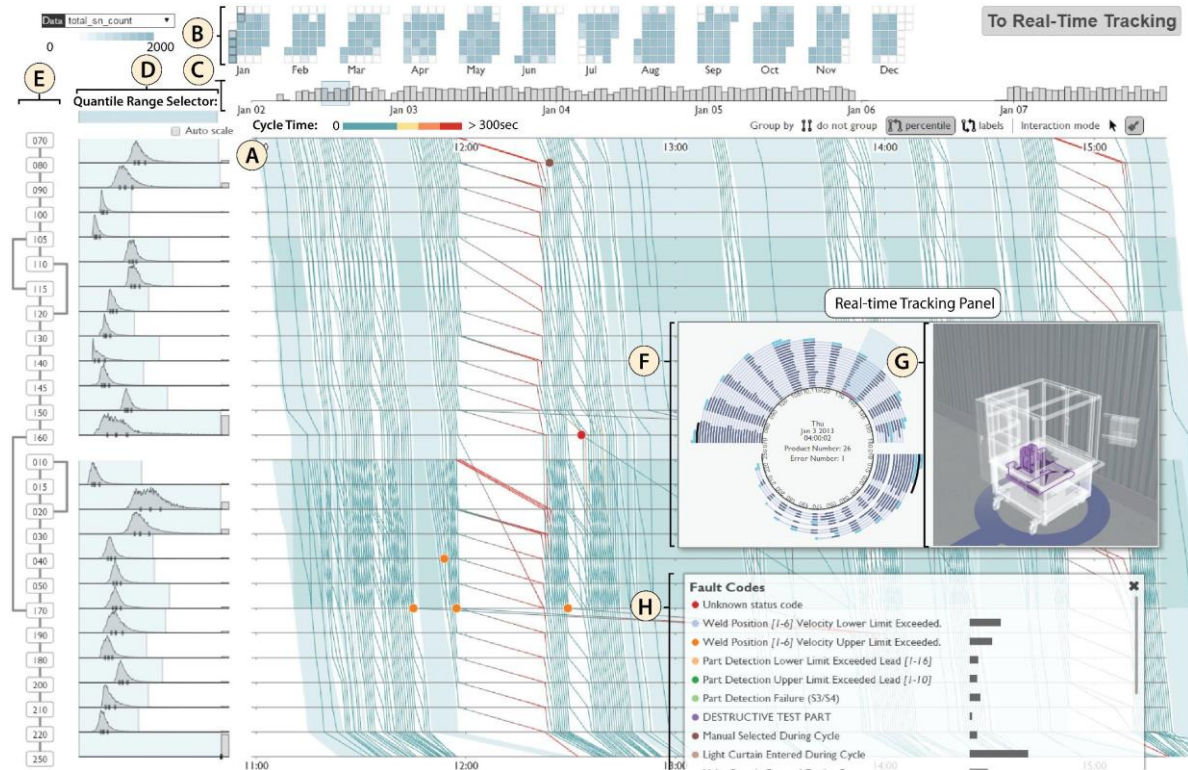 Data total_sn_count
0 2000
B
To Real-Time Tracking
Jan Feb Mar Apr May Jun Jul Aug Sep Oct Nov Dec
E
D
C
Quantile Range Selector:
Jan 02 Jan 03 Jan 04 Jan 05 Jan 06 Jan 07
Auto scale
Cycle Time: 0 > 300sec
Group by do not group percentile labels Interaction mode
A
12:00 13:00 14:00 15:00
070
080
090
100
105
110
115
120
130
140
145
150
160
010
015
020
030
040
050
170
190
180
200
210
220
250
Real-time Tracking Panel
F
G
Thu
Jan 3 2013
04:00:02
Product Number: 26
Error Number: 1
H
Fault Codes
Unknown status code
Weld Position [1-6] Velocity Lower Limit Exceeded.
Weld Position [1-6] Velocity Upper Limit Exceeded.
Part Detection Lower Limit Exceeded Lead [1-16]
Part Detection Upper Limit Exceeded Lead [1-10]
Part Detection Failure (S3/S4)
DESTRUCTIVE TEST PART
Manual Selected During Cycle
Light Curtain Entered During Cycle
11:00 12:00 13:00 14:00 15:00